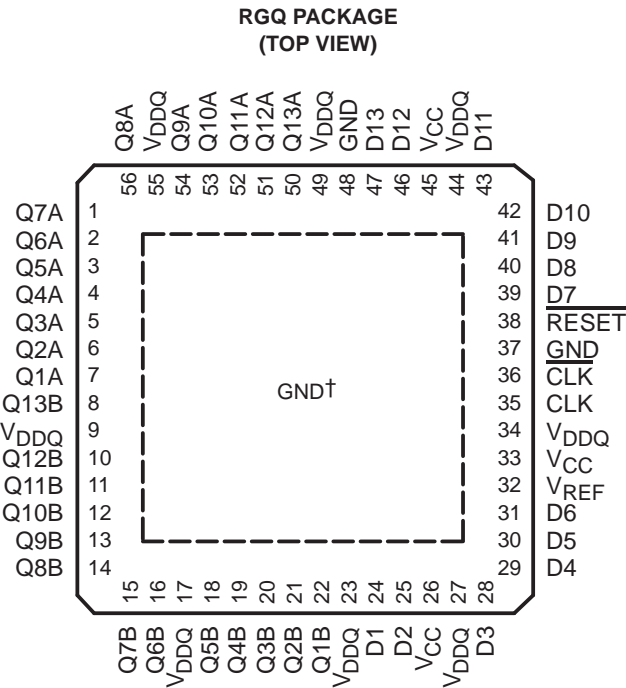 RGQ PACKAGE
(TOP VIEW)
Q8A
VDDQ
Q9A
Q10A
Q11A
Q12A
Q13A
VDDQ
GND
D13
D12
VCC
VDDQ
D11
56
55
54
53
52
51
50
49
48
47
46
45
44
43
Q7A 1
Q6A 2
Q5A 3
Q4A 4
Q3A 5
Q2A 6
Q1A 7
Q13B 8
VDDQ 9
Q12B 10
Q11B 11
Q10B 12
Q9B 13
Q8B 14
GND†
42 D10
41 D9
40 D8
39 D7
38 RESET
37 GND
36 CLK
35 CLK
34 VDDQ
33 VCC
32 VREF
31 D6
30 D5
29 D4
15
16
17
18
19
20
21
22
23
24
25
26
27
28
Q7B
Q6B
VDDQ
Q5B
Q4B
Q3B
Q2B
Q1B
VDDQ
D1
D2
VCC
VDDQ
D3